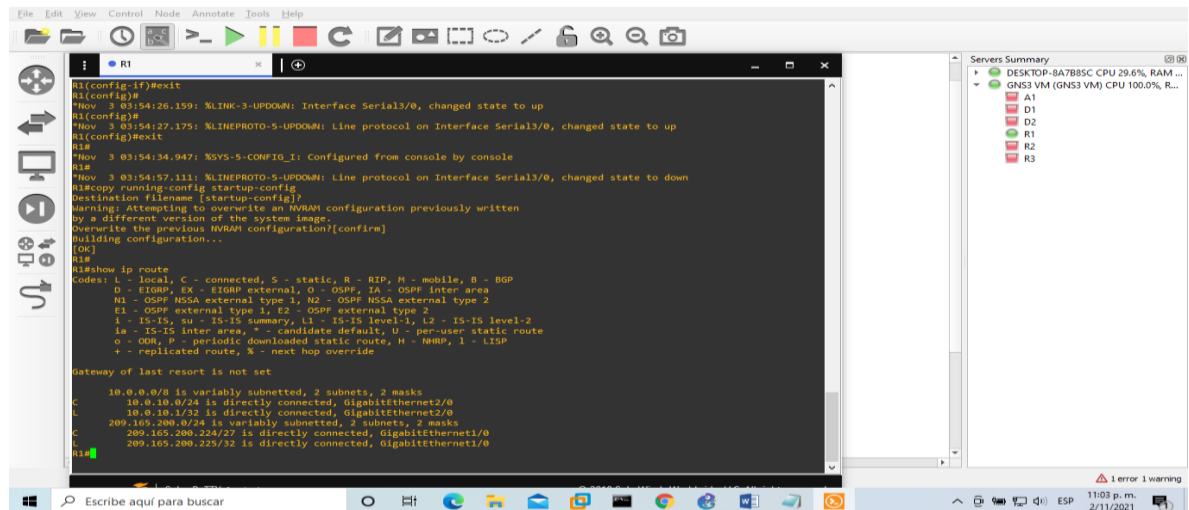 File Edit View Control Node Annotate Tools Help
R1
R1(config-if)#exit
R1(config)#
*Nov  3 03:54:26.159: %LINK-3-UPDOWN: Interface Serial3/0, changed state to up
R1(config)#
*Nov  3 03:54:27.175: %LINEPROTO-5-UPDOWN: Line protocol on Interface Serial3/0, changed state to up
R1(config)#exit
R1#
*Nov  3 03:54:34.947: %SYS-5-CONFIG_I: Configured from console by console
R1#
*Nov  3 03:54:57.111: %LINEPROTO-5-UPDOWN: Line protocol on Interface Serial3/0, changed state to down
R1#copy running-config startup-config
Destination filename [startup-config]?
Warning: Attempting to overwrite an NVRAM configuration previously written
by a different version of the system image.
Overwrite the previous NVRAM configuration?[confirm]
Building configuration...
[OK]
R1#
R1#show ip route
Codes: L - local, C - connected, S - static, R - RIP, M - mobile, B - BGP
D - EIGRP, EX - EIGRP external, O - OSPF, IA - OSPF inter area
N1 - OSPF NSSA external type 1, N2 - OSPF NSSA external type 2
E1 - OSPF external type 1, E2 - OSPF external type 2
i - IS-IS, su - IS-IS summary, L1 - IS-IS level-1, L2 - IS-IS level-2
ia - IS-IS inter area, * - candidate default, U - per-user static route
o - ODR, P - periodic downloaded static route, H - NHRP, l - LISP
+ - replicated route, % - next hop override
Gateway of last resort is not set
10.0.0.0/8 is variably subnetted, 2 subnets, 2 masks
C 10.0.10.0/24 is directly connected, GigabitEthernet2/0
L 10.0.10.1/32 is directly connected, GigabitEthernet2/0
209.165.200.0/24 is variably subnetted, 2 subnets, 2 masks
C 209.165.200.224/27 is directly connected, GigabitEthernet1/0
L 209.165.200.225/32 is directly connected, GigabitEthernet1/0
R1#
Servers Summary
DESKTOP-8A7B8SC CPU 29.6%, RAM ...
GNS3 VM (GNS3 VM) CPU 100.0%, R...
A1
D1
D2
R1
R2
R3
1 error 1 warning
Escribe aquí para buscar
ESP
11:03 p. m.
2/11/2021